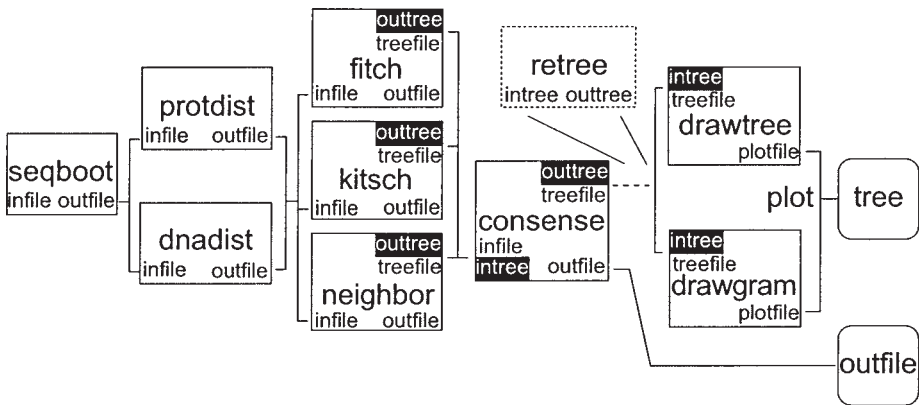 seqboot
infile outfile
protdist
infile outfile
dnadist
infile outfile
outtree
treefile
fitch
infile outfile
outtree
treefile
kitsch
infile outfile
outtree
treefile
neighbor
infile outfile
retree
intree outtree
outtree
treefile
consense
infile
intree outfile
intree
treefile
drawtree
plotfile
intree
treefile
drawgram
plotfile
plot
tree
outfile